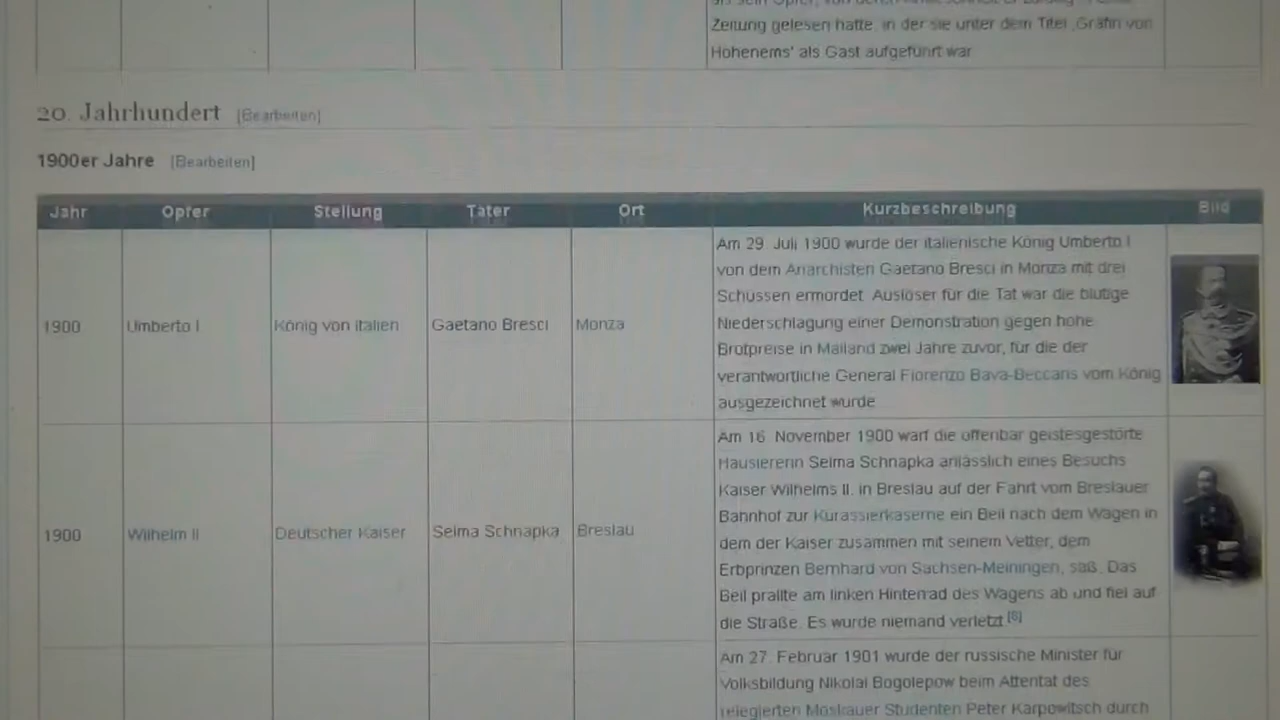 Zeitung gelesen hatte, in der sie unter dem Titel ‚Gräfin von
Hohenems' als Gast aufgeführt war
20. Jahrhundert [Bearbeiten]
1900er Jahre [Bearbeiten]
Jahr Opfer Stellung Täter Ort Kurzbeschreibung Bild
1900 Umberto I König von Italien Gaetano Bresci Monza
Am 29. Juli 1900 wurde der italienische König Umberto I
von dem Anarchisten Gaetano Bresci in Monza mit drei
Schüssen ermordet. Auslöser für die Tat war die blutige
Niederschlagung einer Demonstration gegen hohe
Brotpreise in Mailand zwei Jahre zuvor, für die der
verantwortliche General Fiorenzo Bava-Beccaris vom König
ausgezeichnet wurde
1900 Wilhelm II Deutscher Kaiser Selma Schnapka Breslau
Am 16. November 1900 warf die offenbar geistesgestörte
Hausiererin Selma Schnapka anlässlich eines Besuchs
Kaiser Wilhelms II. in Breslau auf der Fahrt vom Breslauer
Bahnhof zur Kürassierkaserne ein Beil nach dem Wagen in
dem der Kaiser zusammen mit seinem Vetter, dem
Erbprinzen Bernhard von Sachsen-Meiningen, saß. Das
Beil prallte am linken Hinterrad des Wagens ab und fiel auf
die Straße. Es wurde niemand verletzt.[6]
Am 27. Februar 1901 wurde der russische Minister für
Volksbildung Nikolai Bogolepow beim Attentat des
relegierten Moskauer Studenten Peter Karpowitsch durch